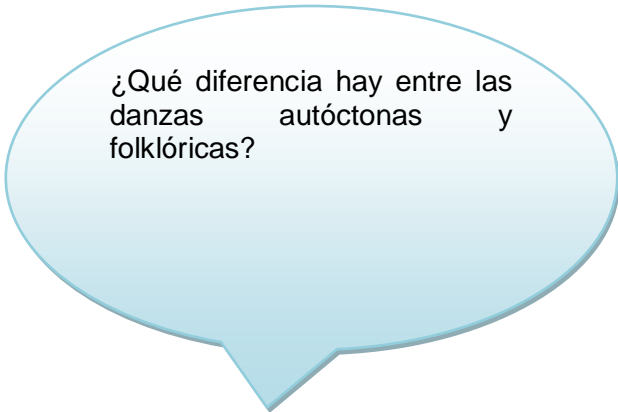 ¿Qué diferencia hay entre las
danzas autóctonas y
folklóricas?